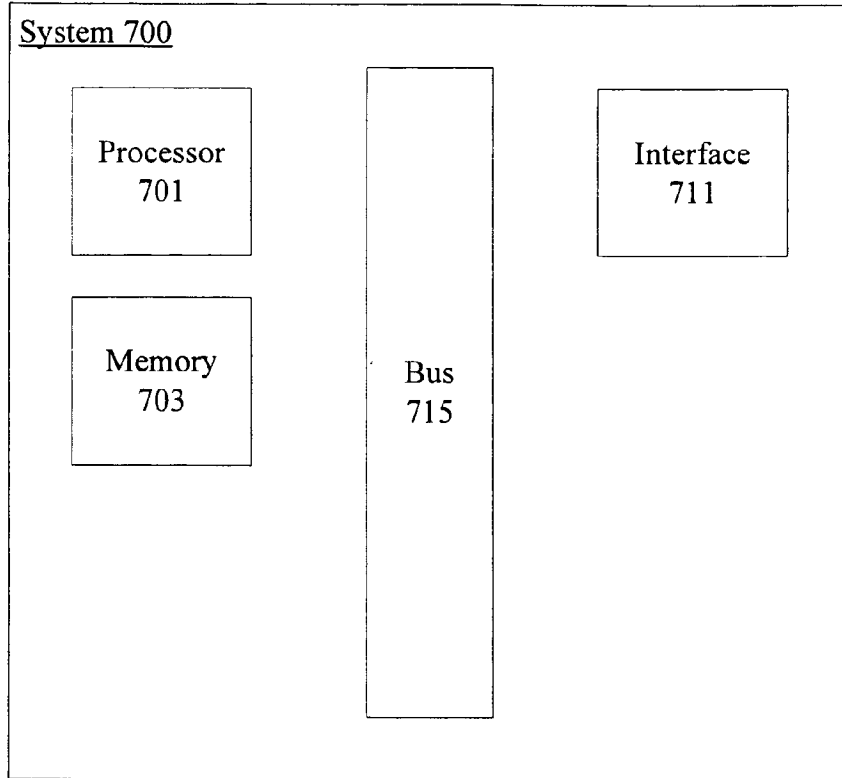 System 700
Processor
701
Memory
703
Bus
715
Interface
711